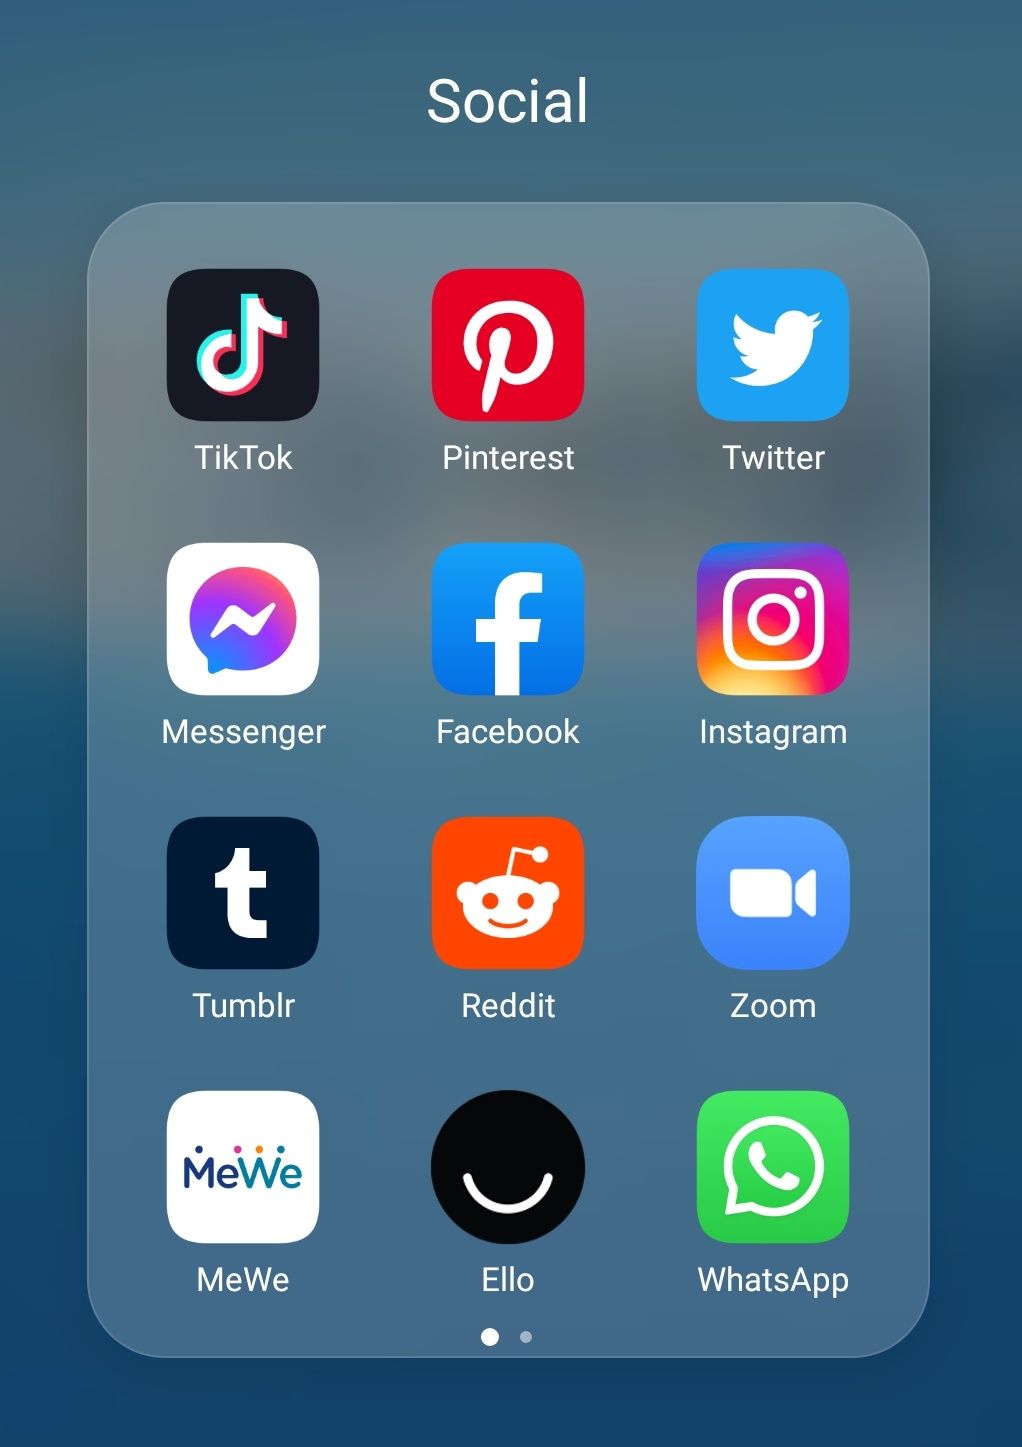 Social
TikTok Pinterest Twitter
Messenger Facebook Instagram
Tumblr Reddit Zoom
MeWe
MeWe Ello WhatsApp